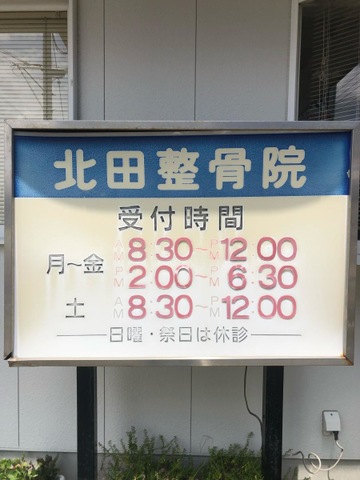 北田整骨院
受付時間
月～金 AM 8:30～PM 12:00
PM 2:00～PM 6:30
土 AM 8:30～PM 12:00
日曜・祭日は休診